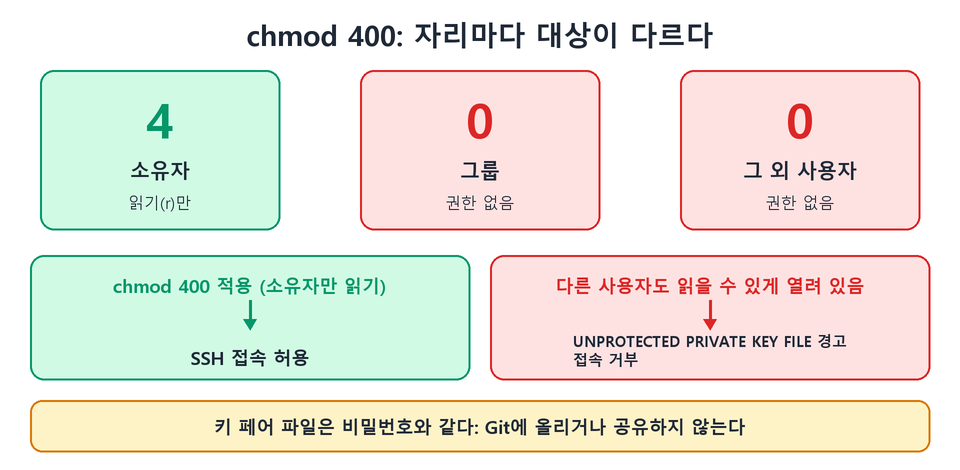 chmod 400: 자리마다 대상이 다르다
4
소유자
읽기(r)만
0
그룹
권한 없음
0
그 외 사용자
권한 없음
chmod 400 적용 (소유자만 읽기)
SSH 접속 허용
다른 사용자도 읽을 수 있게 열려 있음
UNPROTECTED PRIVATE KEY FILE 경고
접속 거부
키 페어 파일은 비밀번호와 같다: Git에 올리거나 공유하지 않는다